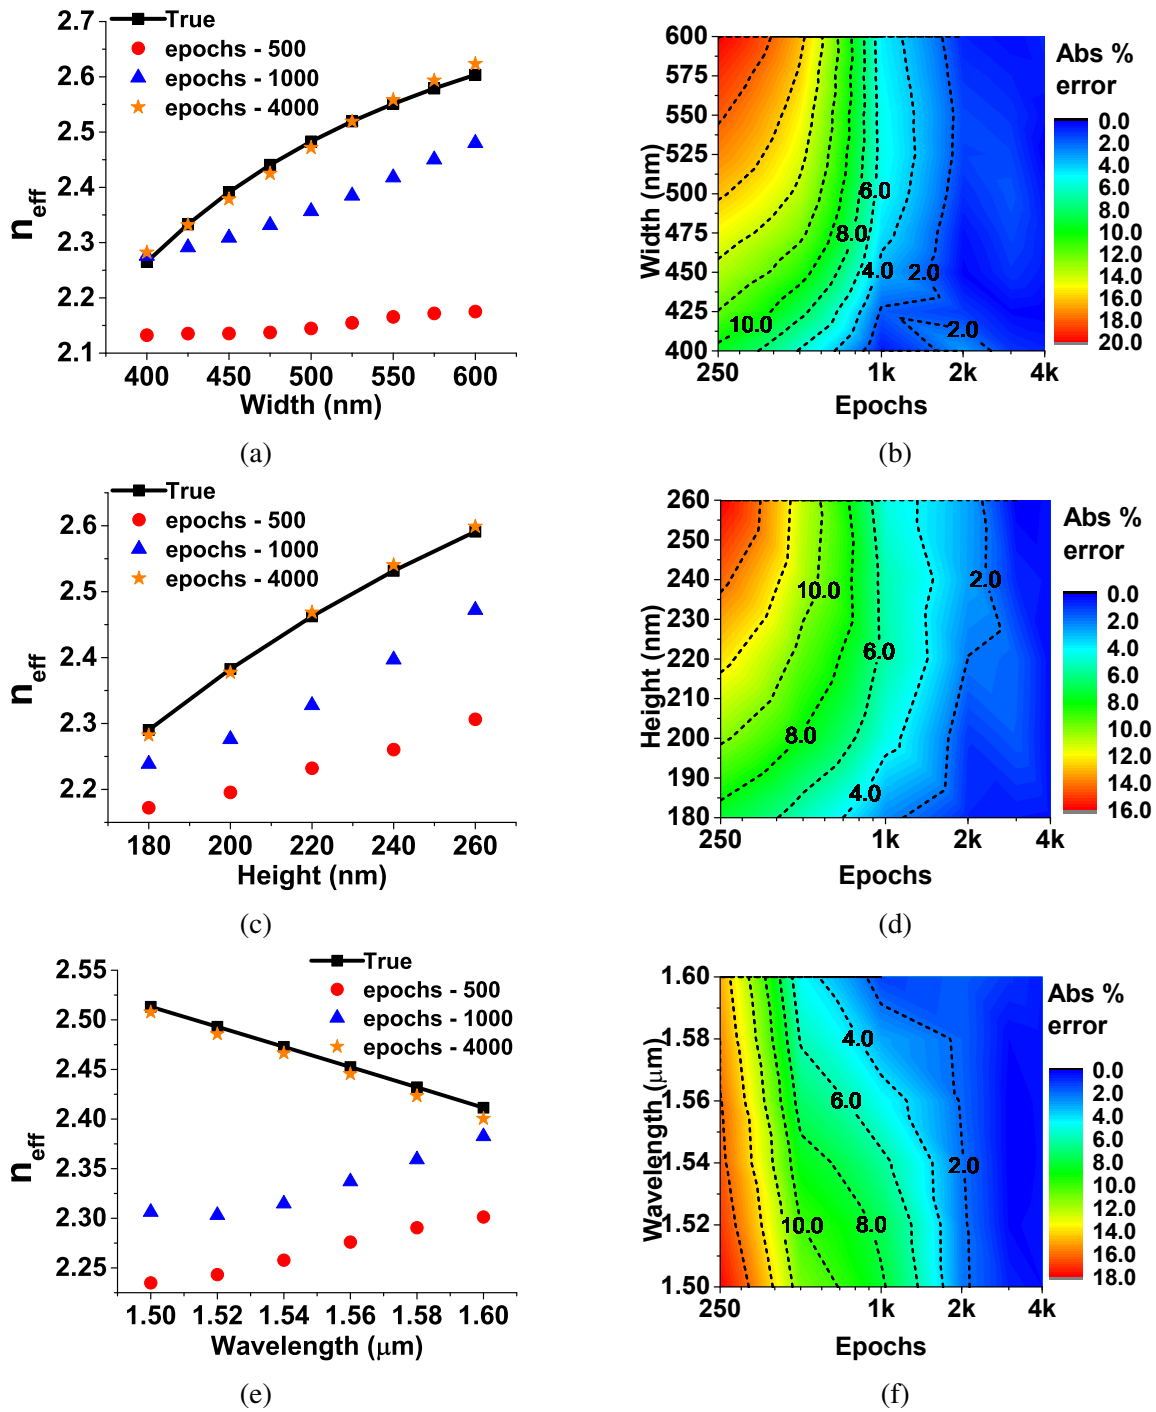 2.7
2.6
2.5
2.4
2.3
2.2
2.1
n_eff
True
epochs - 500
epochs - 1000
epochs - 4000
400 450 500 550 600
Width (nm)
(a)
600
575
550
525
500
475
450
425
400
Width (nm)
6.0
8.0
4.0 2.0
10.0
2.0
250 1k 2k 4k
Epochs
Abs %
error
0.0
2.0
4.0
6.0
8.0
10.0
12.0
14.0
16.0
18.0
20.0
(b)
2.6
2.5
2.4
2.3
2.2
n_eff
True
epochs - 500
epochs - 1000
epochs - 4000
180 200 220 240 260
Height (nm)
(c)
260
250
240
230
220
210
200
190
180
Height (nm)
2.0
10.0
6.0
8.0
4.0
250 1k 2k 4k
Epochs
Abs %
error
0.0
2.0
4.0
6.0
8.0
10.0
12.0
14.0
16.0
(d)
2.55
2.50
2.45
2.40
2.35
2.30
2.25
n_eff
True
epochs - 500
epochs - 1000
epochs - 4000
1.50 1.52 1.54 1.56 1.58 1.60
Wavelength (μm)
(e)
1.60
1.58
1.56
1.54
1.52
1.50
Wavelength (μm)
4.0
6.0
2.0
10.0 8.0
250 1k 2k 4k
Epochs
Abs %
error
0.0
2.0
4.0
6.0
8.0
10.0
12.0
14.0
16.0
18.0
(f)